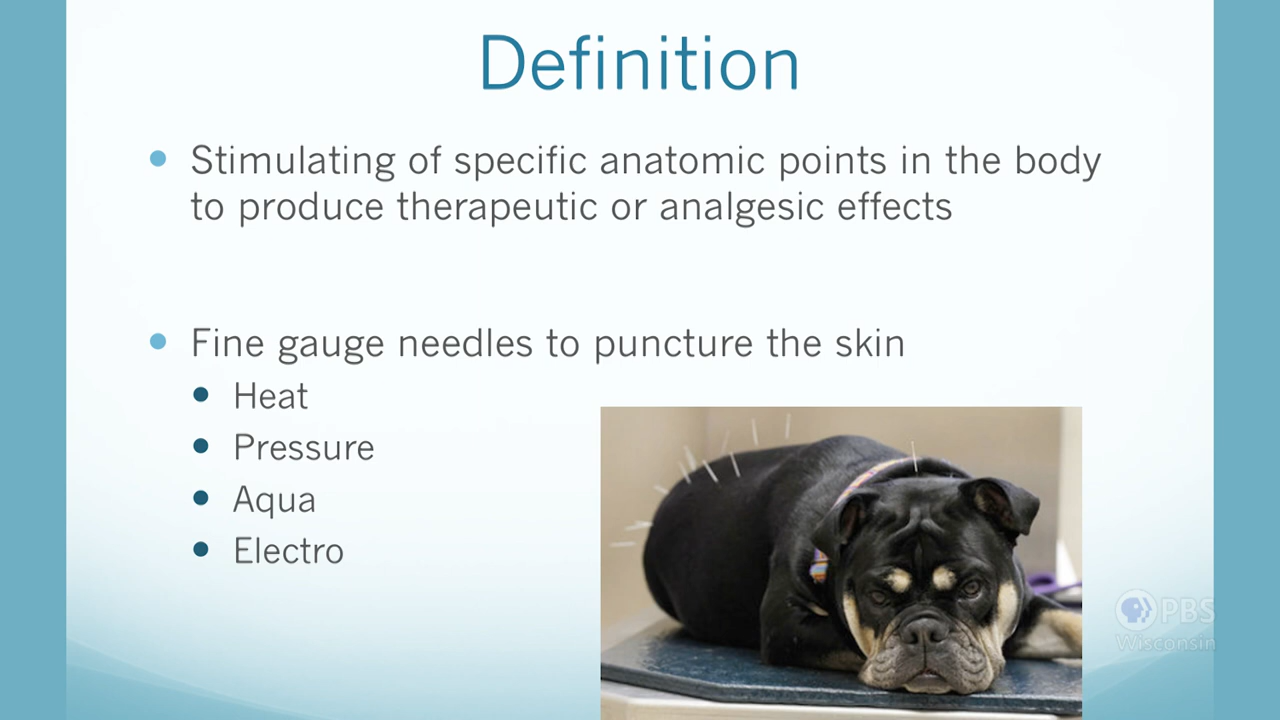 Definition
Stimulating of specific anatomic points in the body
to produce therapeutic or analgesic effects
Fine gauge needles to puncture the skin
Heat
Pressure
Aqua
Electro
PBS
Wisconsin